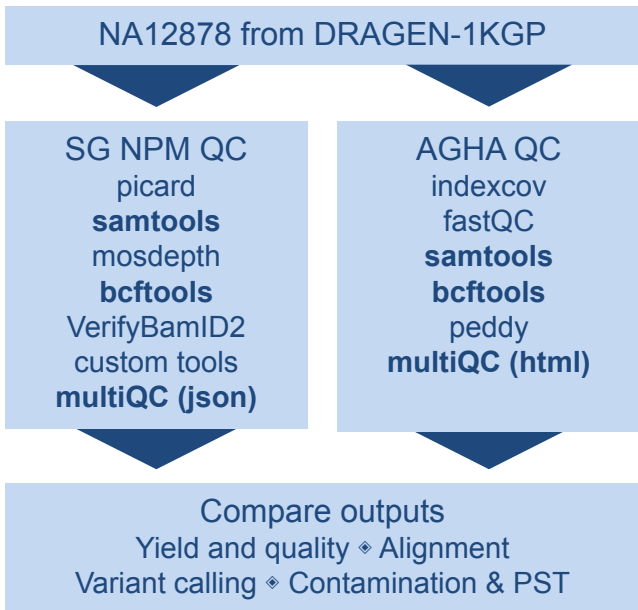 NA12878 from DRAGEN-1KGP
SG NPM QC
picard
samtools
mosdepth
bcftools
VerifyBamID2
custom tools
multiQC (json)
AGHA QC
indexcov
fastQC
samtools
bcftools
peddy
multiQC (html)
Compare outputs
Yield and quality ◈ Alignment
Variant calling ◈ Contamination & PST